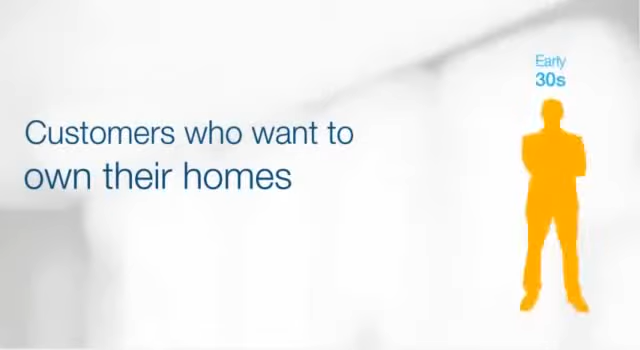 Early
30s
Customers who want to
own their homes